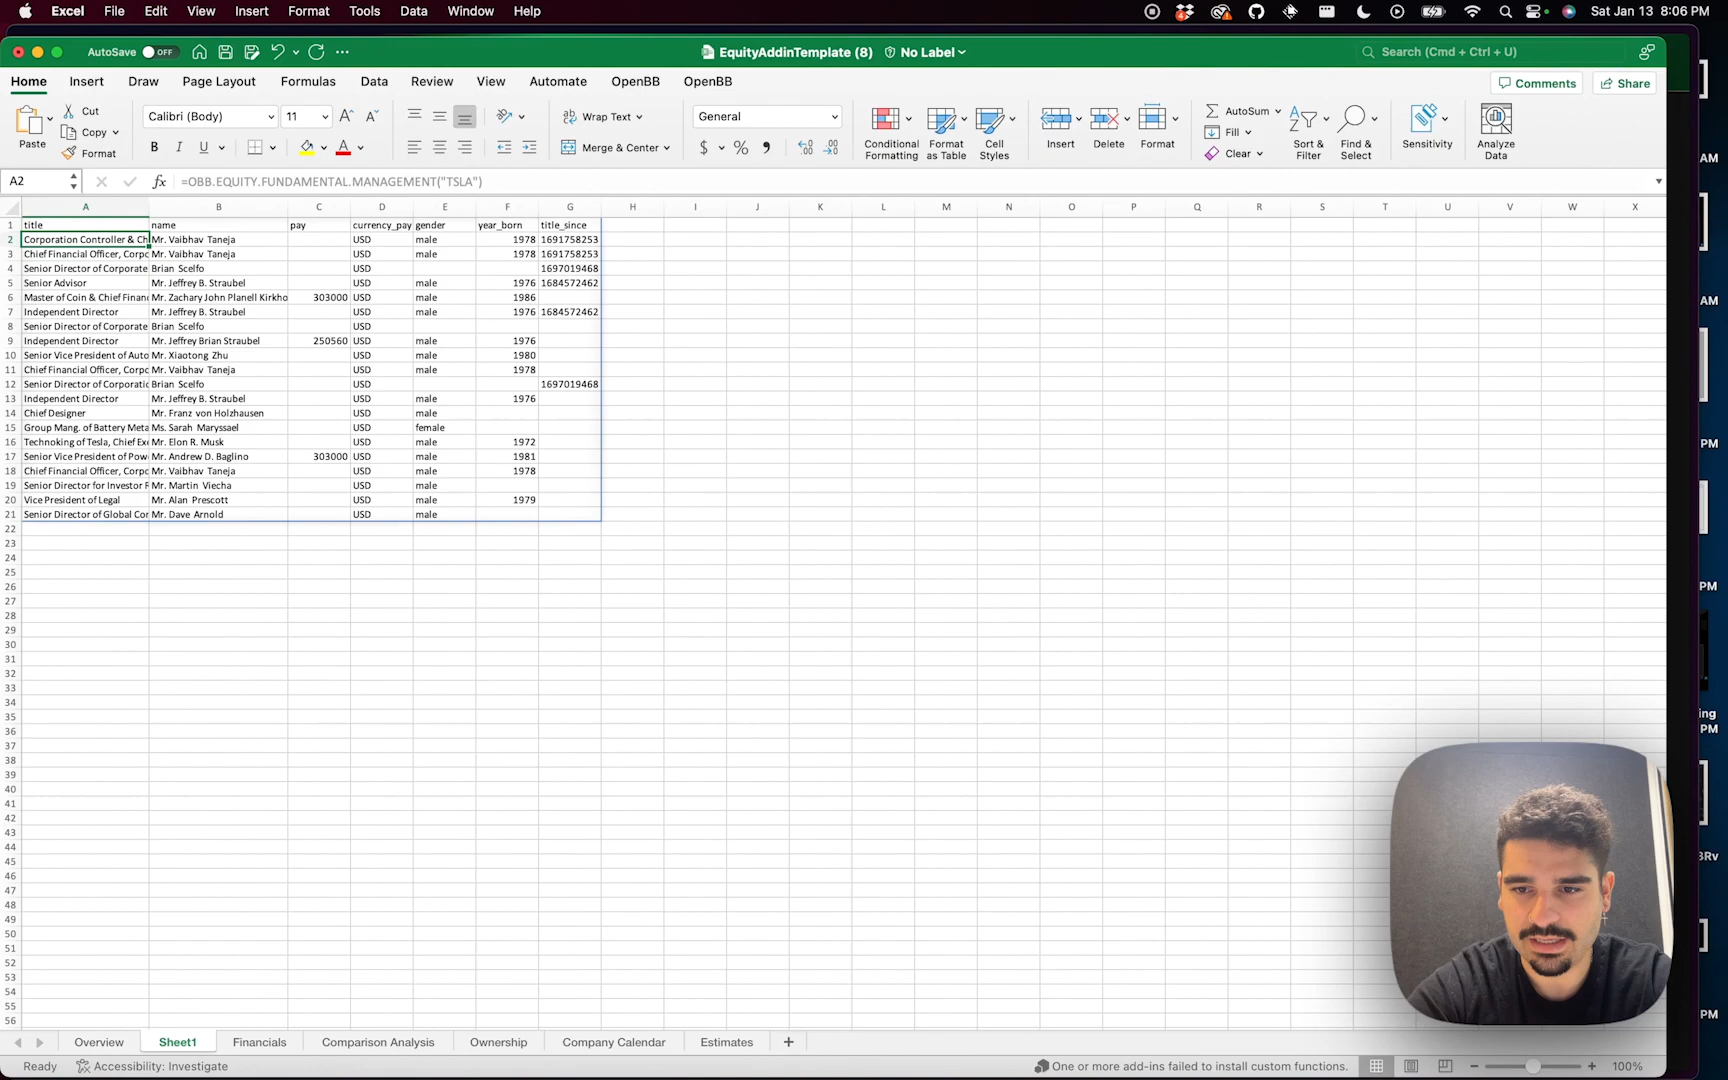 Excel File Edit View Insert Format Tools Data Window Help
4
Sat Jan 13 8:06 PM
AutoSave OFF
EquityAddinTemplate (8) No Label
Search (Cmd + Ctrl + U)
Home Insert Draw Page Layout Formulas Data Review View Automate OpenBB OpenBB
Comments Share
Paste Cut Copy Format
Calibri (Body) 11
B I U
Wrap Text
Merge & Center
General
Conditional Formatting
Format as Table
Cell Styles
Insert Delete Format
AutoSum Fill Clear
Sort & Filter
Find & Select
Sensitivity
Analyze Data
A2 fx =OBB.EQUITY.FUNDAMENTAL.MANAGEMENT("TSLA")
A B C D E F G H I J K L M N O P Q R S T U V W X
1 title name pay currency_pay gender year_born title_since
2 Corporation Controller & Ch Mr. Vaibhav Taneja USD male 1978 1691758253
3 Chief Financial Officer, Corpo Mr. Vaibhav Taneja USD male 1978 1691758253
4 Senior Director of Corporate Brian Scelfo USD 1697019468
5 Senior Advisor Mr. Jeffrey B. Straubel USD male 1976 1684572462
6 Master of Coin & Chief Financ Mr. Zachary John Planell Kirkho 303000 USD male 1986
7 Independent Director Mr. Jeffrey B. Straubel USD male 1976 1684572462
8 Senior Director of Corporate Brian Scelfo USD
9 Independent Director Mr. Jeffrey Brian Straubel 250560 USD male 1976
10 Senior Vice President of Auto Mr. Xiaotong Zhu USD male 1980
11 Chief Financial Officer, Corpo Mr. Vaibhav Taneja USD male 1978
12 Senior Director of Corporatio Brian Scelfo USD 1697019468
13 Independent Director Mr. Jeffrey B. Straubel USD male 1976
14 Chief Designer Mr. Franz von Holzhausen USD male
15 Group Mang. of Battery Meta Ms. Sarah Maryssael USD female
16 Technoking of Tesla, Chief Exe Mr. Elon R. Musk USD male 1972
17 Senior Vice President of Pow Mr. Andrew D. Baglino 303000 USD male 1981
18 Chief Financial Officer, Corpo Mr. Vaibhav Taneja USD male 1978
19 Senior Director for Investor R Mr. Martin Viecha USD male
20 Vice President of Legal Mr. Alan Prescott USD male 1979
21 Senior Director of Global Cor Mr. Dave Arnold USD male
22
23
24
25
26
27
28
29
30
31
32
33
34
35
36
37
38
39
40
41
42
43
44
45
46
47
48
49
50
51
52
53
54
55
56
Overview Sheet1 Financials Comparison Analysis Ownership Company Calendar Estimates
Ready Accessibility: Investigate One or more add-ins failed to install custom functions. 100%
AM
AM
PM
PM
PM
ing
PM
3Rv
PM